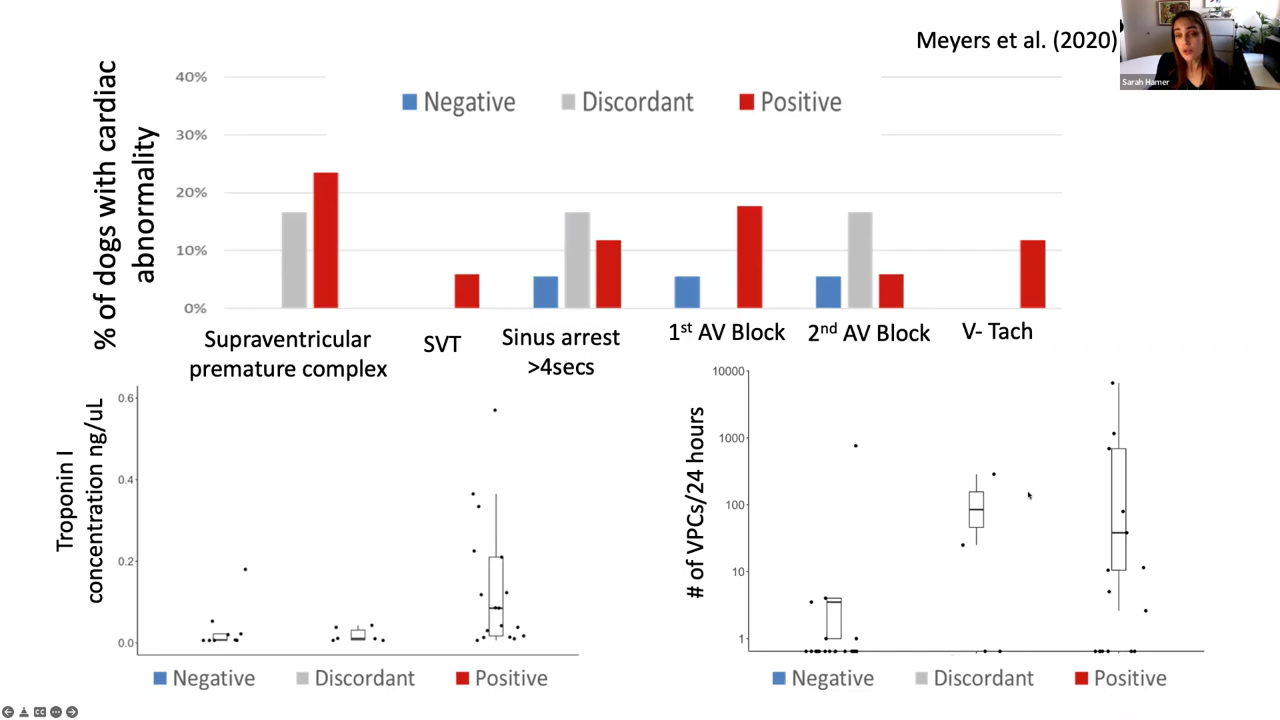 Meyers et al. (2020)
Sarah Hamer
% of dogs with cardiac
abnormality
40%
30%
20%
10%
0%
Negative
Discordant
Positive
Supraventricular
premature complex
SVT
Sinus arrest
>4secs
1st AV Block
2nd AV Block
V- Tach
Troponin I
concentration ng/uL
0.6
0.4
0.2
0.0
Negative
Discordant
Positive
# of VPCs/24 hours
10000
1000
100
10
1
Negative
Discordant
Positive